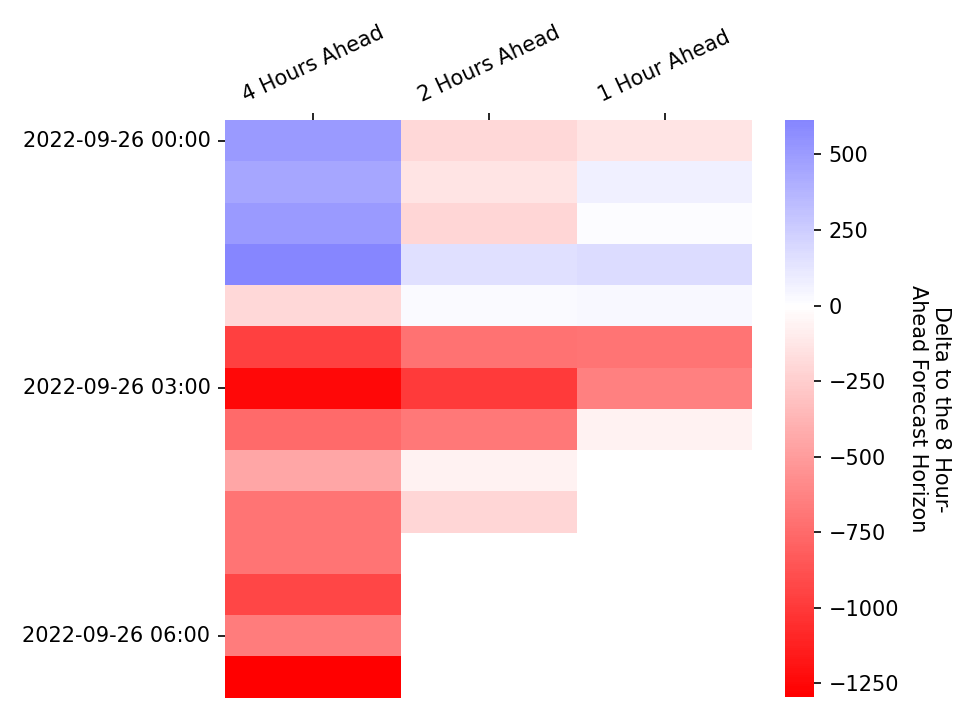 4 Hours Ahead
2 Hours Ahead
1 Hour Ahead
2022-09-26 00:00
2022-09-26 03:00
2022-09-26 06:00
500
250
0
−250
−500
−750
−1000
−1250
Delta to the 8 Hour-
Ahead Forecast Horizon